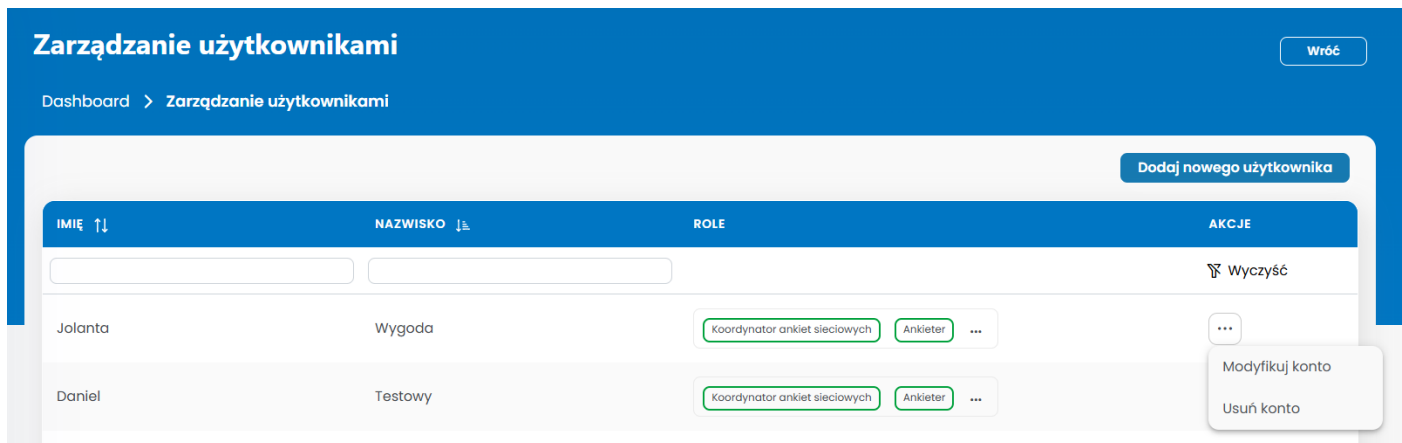 Zarządzanie użytkownikami
Wróć
Dashboard > Zarządzanie użytkownikami
Dodaj nowego użytkownika
IMIĘ NAZWISKO ROLE AKCJE
Wyczyść
Jolanta Wygoda Koordynator ankiet sieciowych Ankieter ... ...
Modyfikuj konto
Daniel Testowy Koordynator ankiet sieciowych Ankieter ...
Usuń konto